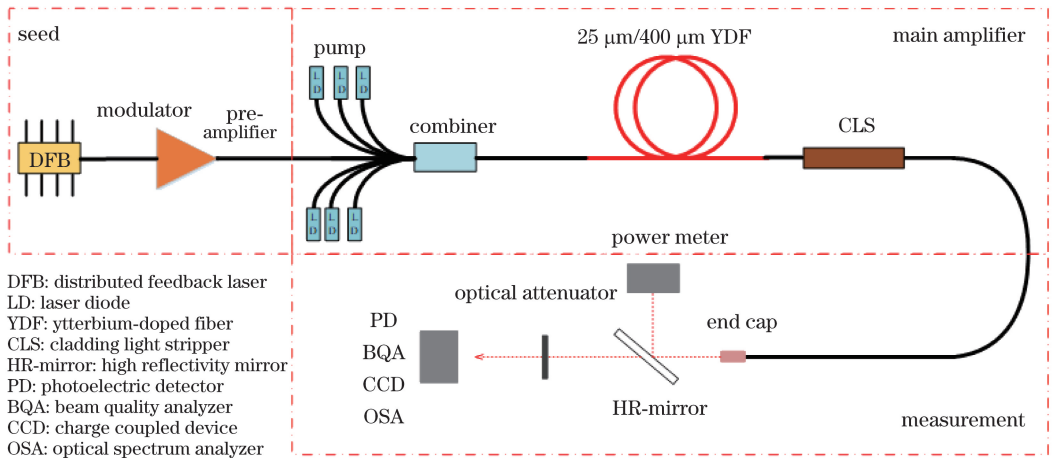 seed
modulator
pre-
amplifier
DFB
pump
L D
L D
L D
L D
L D
L D
combiner
25 μm/400 μm YDF
main amplifier
CLS
power meter
optical attenuator
end cap
PD
BQA
CCD
OSA
HR-mirror
measurement
DFB: distributed feedback laser
LD: laser diode
YDF: ytterbium-doped fiber
CLS: cladding light stripper
HR-mirror: high reflectivity mirror
PD: photoelectric detector
BQA: beam quality analyzer
CCD: charge coupled device
OSA: optical spectrum analyzer